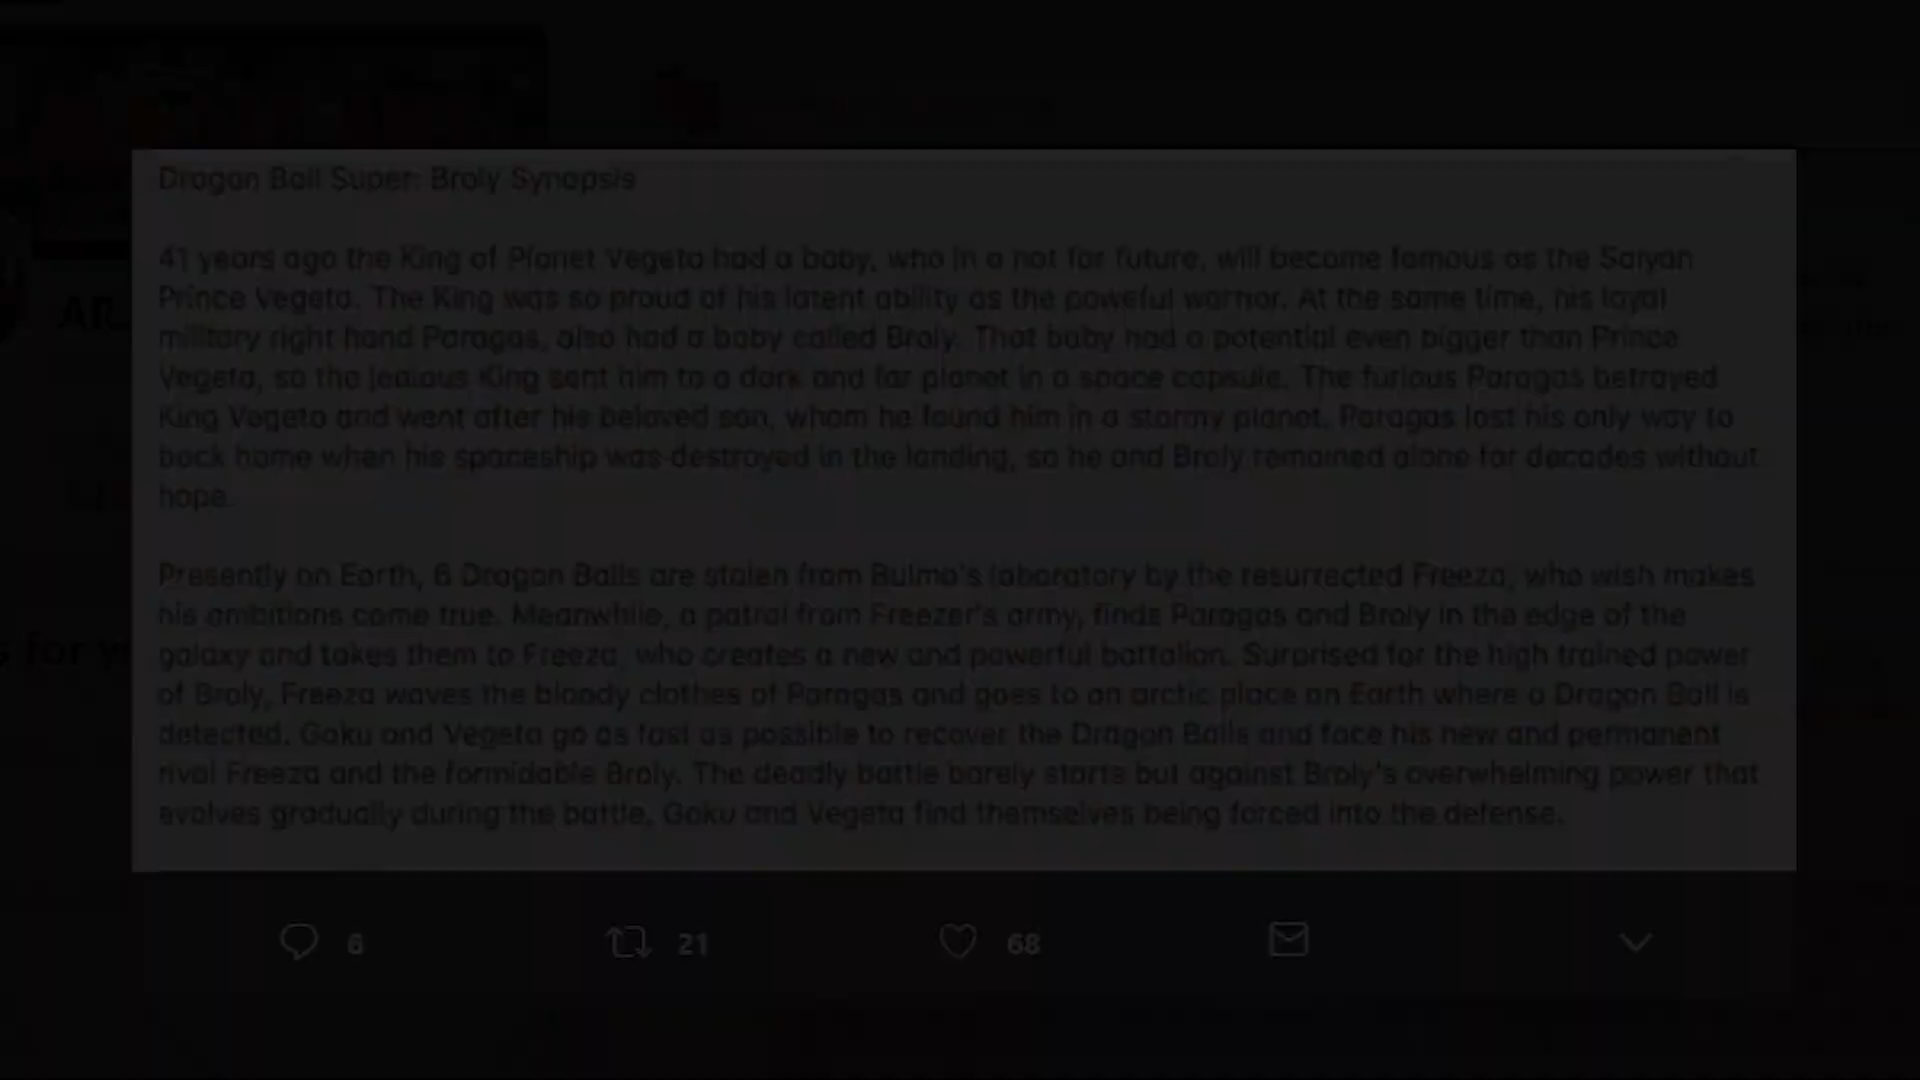 Dragon Ball Super: Broly Synopsis
41 years ago the King of Planet Vegeta had a baby, who in a not far future, will become famous as the Saiyan
Prince Vegeta. The King was so proud of his latent ability as the powerful warrior. At the same time, his loyal
military right hand Paragas, also had a baby called Broly. That baby had a potential even bigger than Prince
Vegeta, so the jealous King sent him to a dark and far planet in a space capsule. The furious Paragas betrayed
King Vegeta and went after his beloved son, whom he found him in a stormy planet. Paragas lost his only way to
back home when his spaceship was destroyed in the landing, so he and Broly remained alone for decades without
hope.
Presently on Earth, 6 Dragon Balls are stolen from Bulma's laboratory by the resurrected Freeza, who wish makes
his ambitions come true. Meanwhile, a patrol from Freezer's army, finds Paragas and Broly in the edge of the
galaxy and takes them to Freeza, who creates a new and powerful battalion. Surprised for the high trained power
of Broly, Freeza waves the bloody clothes of Paragas and goes to an arctic place on Earth where a Dragon Ball is
detected. Goku and Vegeta go as fast as possible to recover the Dragon Balls and face his new and permanent
rival Freeza and the formidable Broly. The deadly battle barely starts but against Broly's overwhelming power that
evolves gradually during the battle, Goku and Vegeta find themselves being forced into the defense.
6 21 68